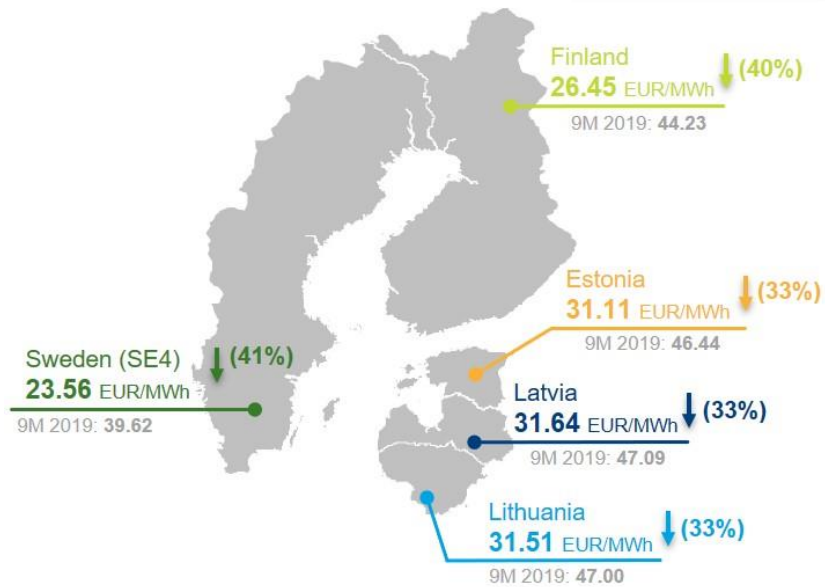 Finland
26.45 EUR/MWh (40%)
9M 2019: 44.23
Estonia
31.11 EUR/MWh (33%)
9M 2019: 46.44
Sweden (SE4) (41%)
23.56 EUR/MWh
9M 2019: 39.62
Latvia
31.64 EUR/MWh (33%)
9M 2019: 47.09
Lithuania
31.51 EUR/MWh (33%)
9M 2019: 47.00